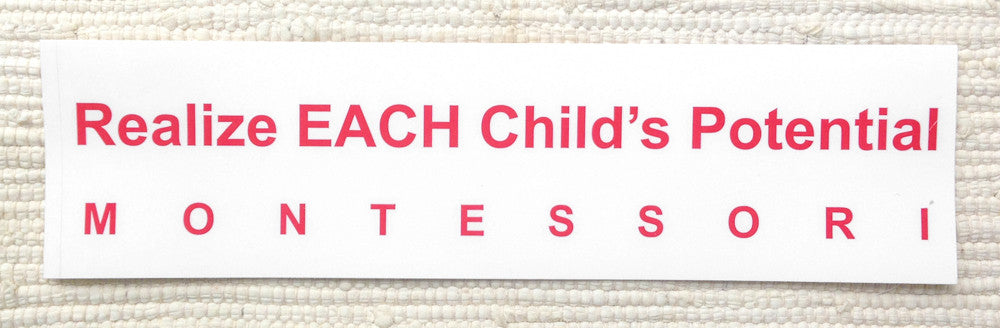 Realize EACH Child's Potential
M O N T E S S O R I